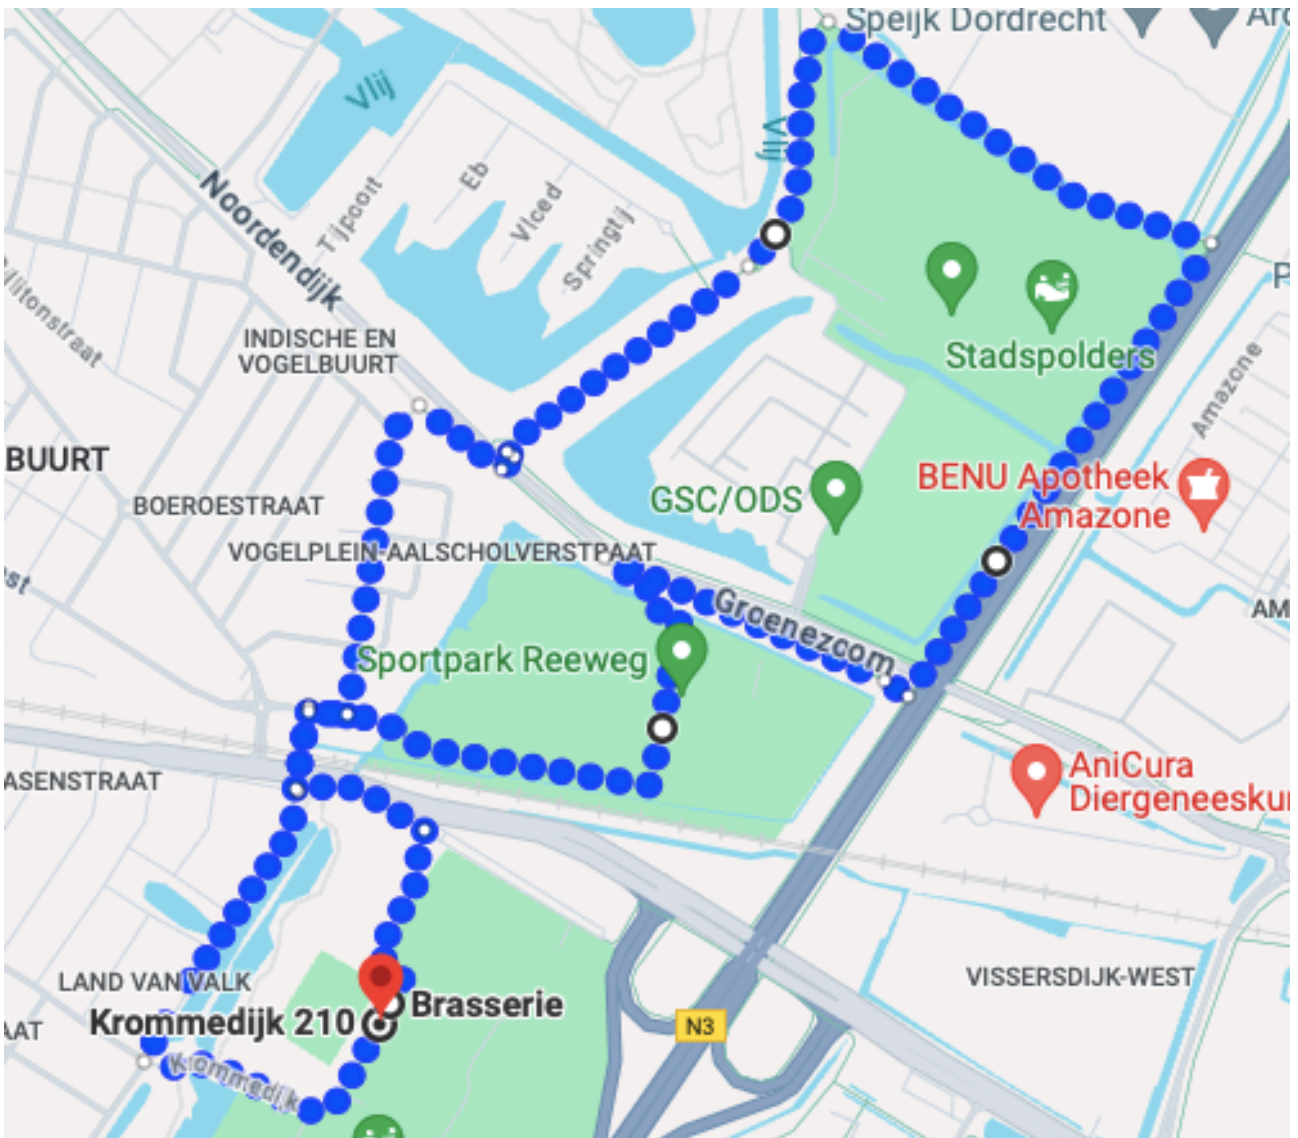 Speijk Dordrecht
Vlij
Vlij
Noordendijk
Tijpoort
Eb
Vloed
Springtij
INDISCHE EN
VOGELBUURT
Stadspolders
Amazone
BUURT
BOEROESTRAAT
GSC/ODS
BENU Apotheek
Amazone
VOGELPLEIN-AALSCHOLVERSTPAAT
Groenezoom
Sportpark Reeweg
ASENSTRAAT
AniCura
Diergeneesku
LAND VAN VALK
VISSERSDIJK-WEST
Brasserie
Krommedijk 210
N3
Krommedijk